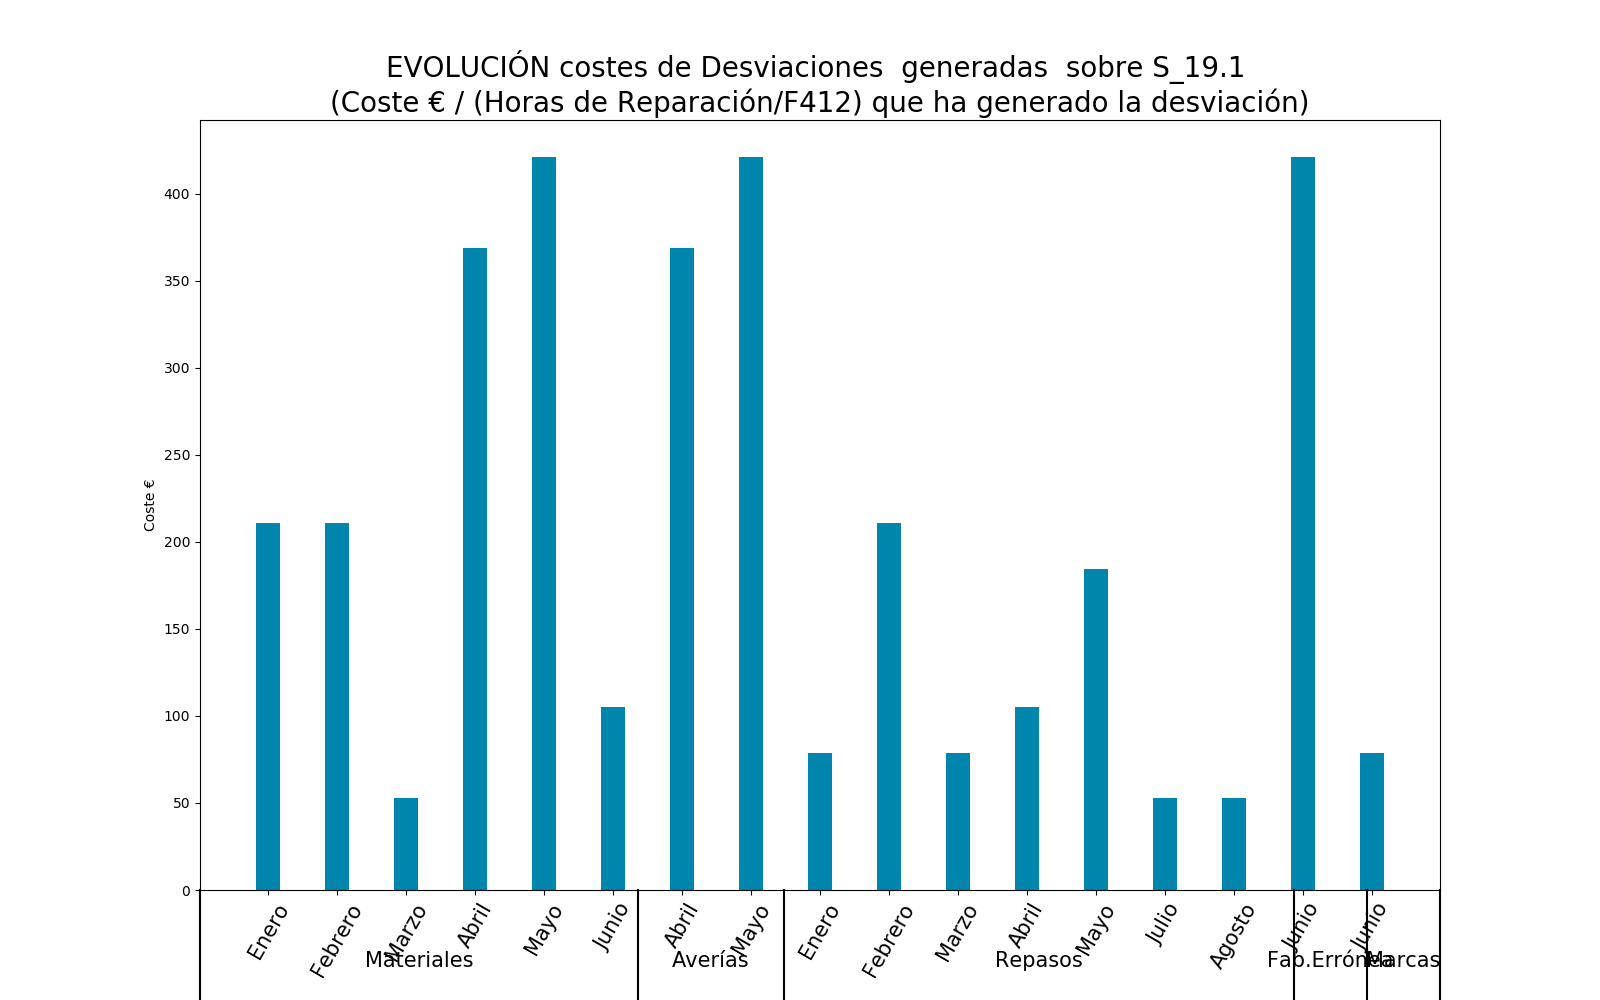 EVOLUCIÓN costes de Desviaciones  generadas  sobre S_19.1
(Coste € / (Horas de Reparación/F412) que ha generado la desviación)
400
350
300
250
200
150
100
50
0
Coste €
Enero
Febrero
Marzo
Abril
Mayo
Junio
Abril
Mayo
Enero
Febrero
Marzo
Abril
Mayo
Julio
Agosto
Junio
Junio
Materiales
Averías
Repasos
Fab.Errónea
Marcas